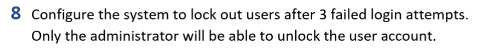 8 Configure the system to lock out users after 3 failed login attempts.
Only the administrator will be able to unlock the user account.